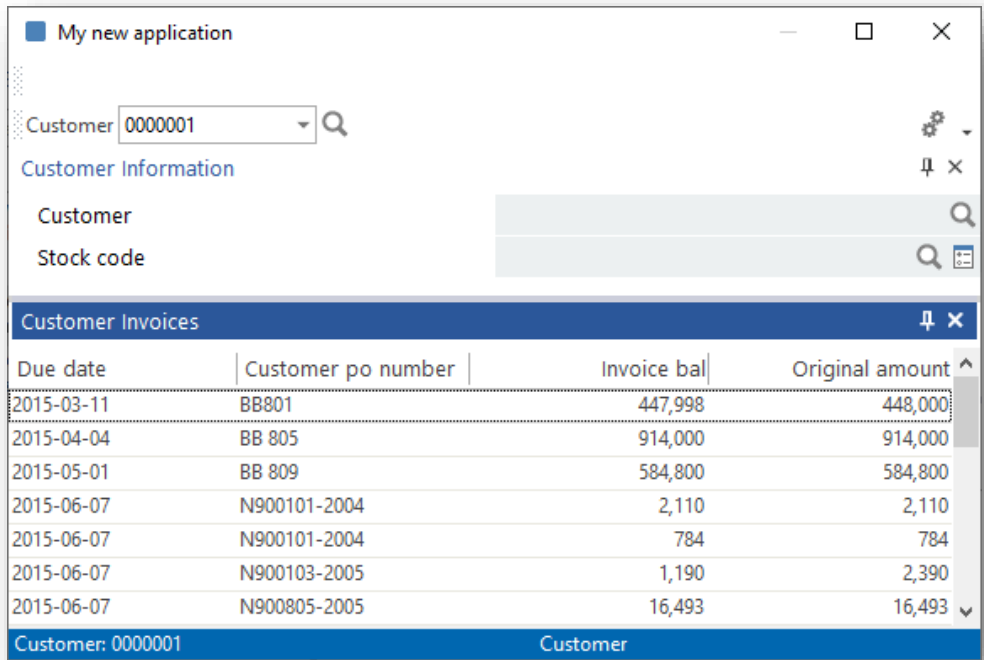 My new application
Customer 0000001
Customer Information
Customer
Stock code
Customer Invoices
Due date Customer po number Invoice bal Original amount
2015-03-11 BB801 447,998 448,000
2015-04-04 BB 805 914,000 914,000
2015-05-01 BB 809 584,800 584,800
2015-06-07 N900101-2004 2,110 2,110
2015-06-07 N900101-2004 784 784
2015-06-07 N900103-2005 1,190 2,390
2015-06-07 N900805-2005 16,493 16,493
Customer: 0000001 Customer